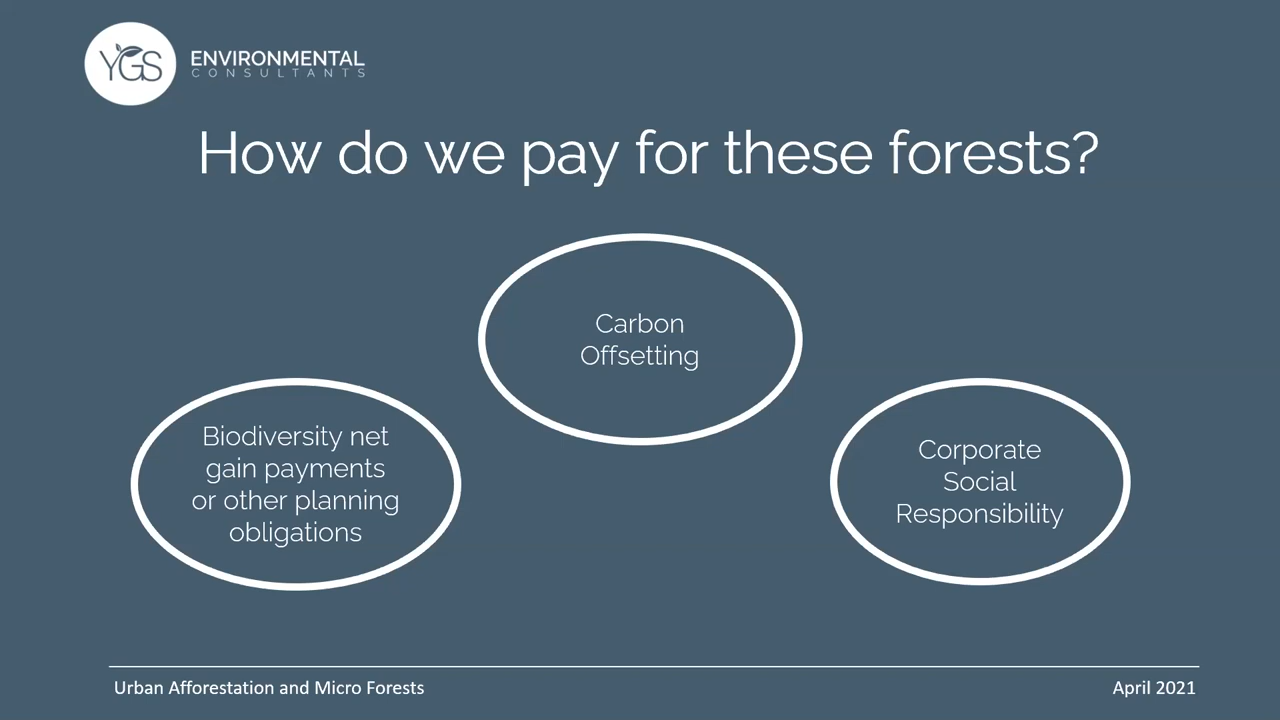 YGS
ENVIRONMENTAL
CONSULTANTS
How do we pay for these forests?
Carbon
Offsetting
Biodiversity net
gain payments
or other planning
obligations
Corporate
Social
Responsibility
Urban Afforestation and Micro Forests
April 2021